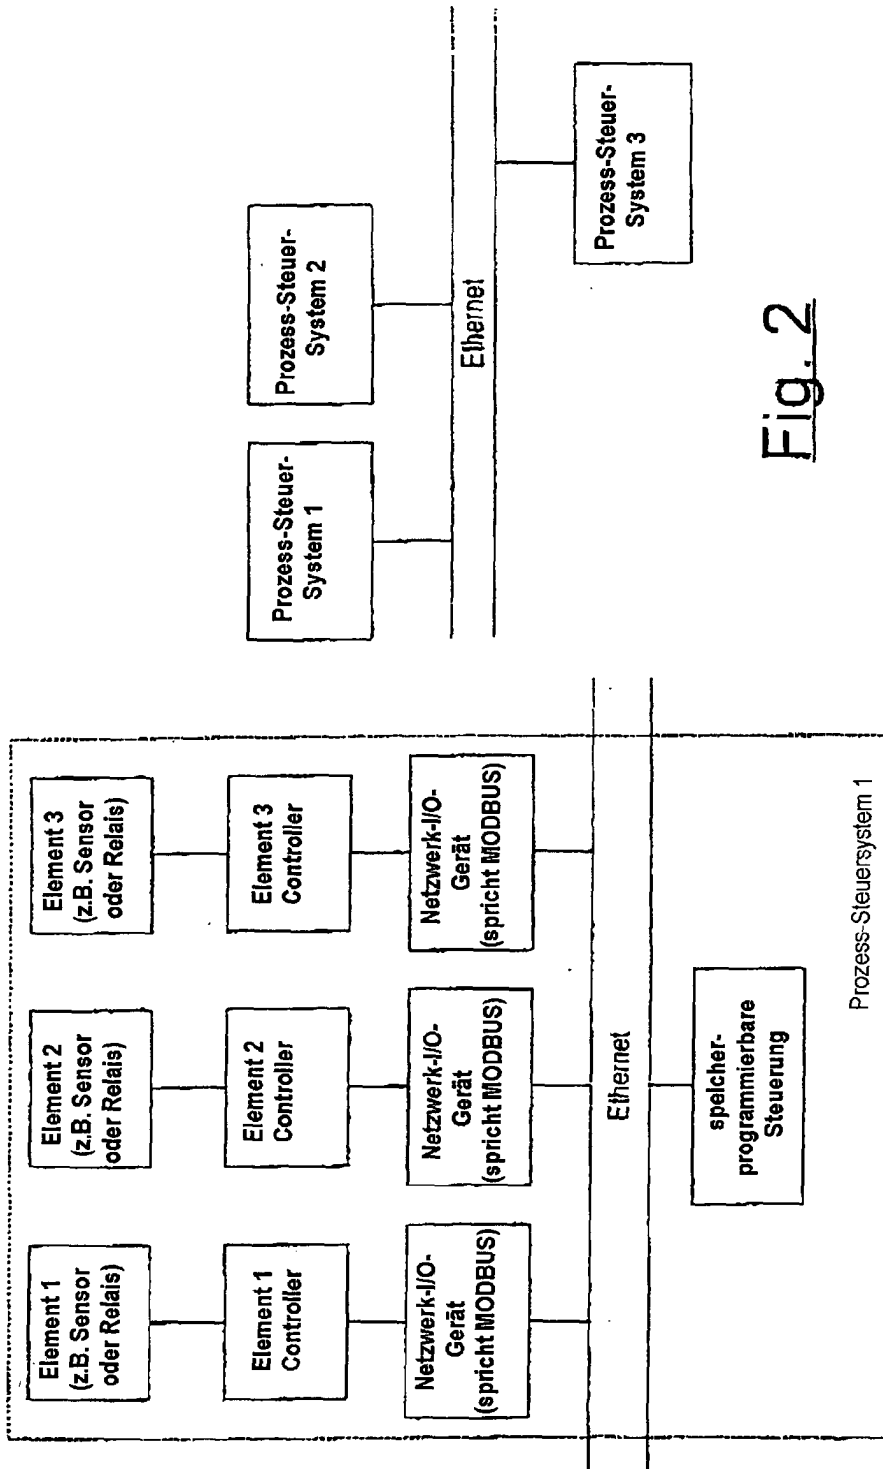 Element 1
(z.B. Sensor
oder Relais)
Element 2
(z.B. Sensor
oder Relais)
Element 3
(z.B. Sensor
oder Relais)
Element 1
Controller
Element 2
Controller
Element 3
Controller
Netzwerk-I/O-
Gerät
(spricht MODBUS)
Netzwerk-I/O-
Gerät
(spricht MODBUS)
Netzwerk-I/O-
Gerät
(spricht MODBUS)
Ethernet
speicher-
programmierbare
Steuerung
Prozess-Steuersystem 1
Prozess-Steuer-
System 1
Prozess-Steuer-
System 2
Ethernet
Prozess-Steuer-
System 3
Fig. 2